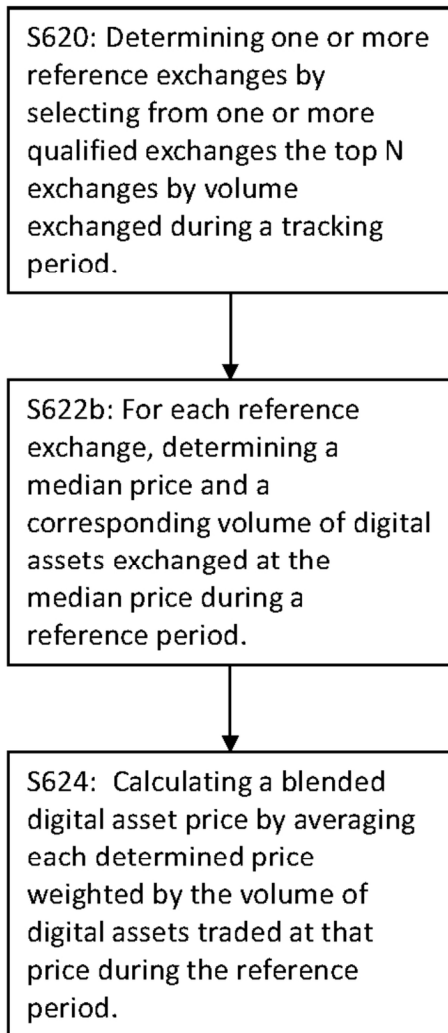 S620: Determining one or more
reference exchanges by
selecting from one or more
qualified exchanges the top N
exchanges by volume
exchanged during a tracking
period.
S622b: For each reference
exchange, determining a
median price and a
corresponding volume of digital
assets exchanged at the
median price during a
reference period.
S624:  Calculating a blended
digital asset price by averaging
each determined price
weighted by the volume of
digital assets traded at that
price during the reference
period.